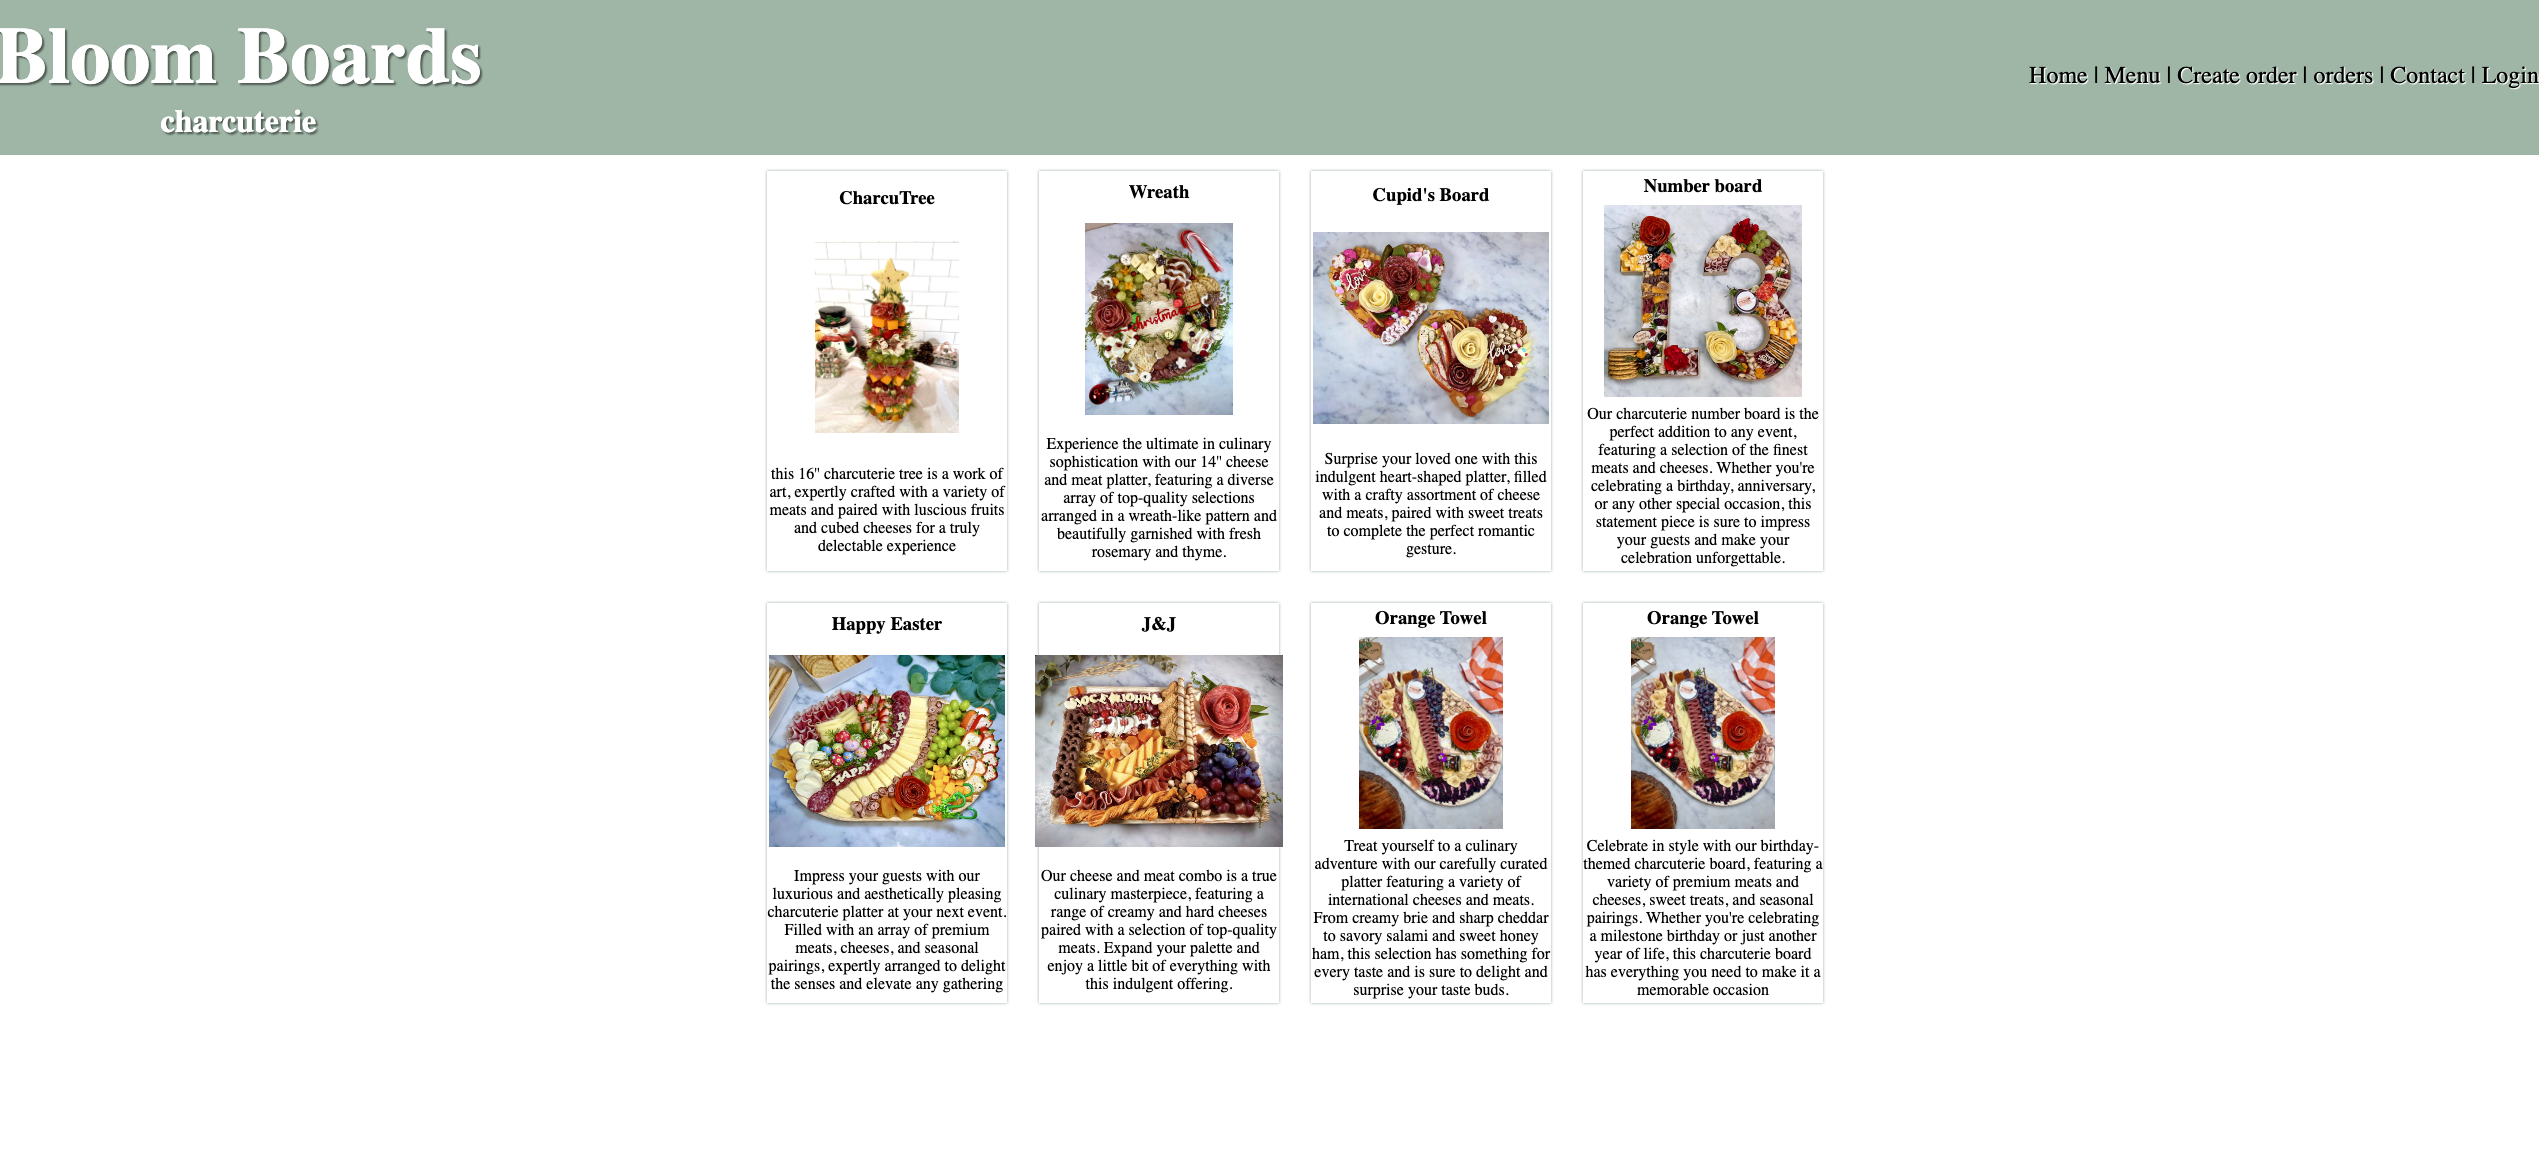 Bloom Boards
charcuterie
Home | Menu | Create order | orders | Contact | Login
CharcuTree
this 16" charcuterie tree is a work of
art, expertly crafted with a variety of
meats and paired with luscious fruits
and cubed cheeses for a truly
delectable experience
Wreath
christmas
Experience the ultimate in culinary
sophistication with our 14" cheese
and meat platter, featuring a diverse
array of top-quality selections
arranged in a wreath-like pattern and
beautifully garnished with fresh
rosemary and thyme.
Cupid's Board
love
love
Surprise your loved one with this
indulgent heart-shaped platter, filled
with a crafty assortment of cheese
and meats, paired with sweet treats
to complete the perfect romantic
gesture.
Number board
13
Our charcuterie number board is the
perfect addition to any event,
featuring a selection of the finest
meats and cheeses. Whether you're
celebrating a birthday, anniversary,
or any other special occasion, this
statement piece is sure to impress
your guests and make your
celebration unforgettable.
Happy Easter
HAPPY EASTER
Impress your guests with our
luxurious and aesthetically pleasing
charcuterie platter at your next event.
Filled with an array of premium
meats, cheeses, and seasonal
pairings, expertly arranged to delight
the senses and elevate any gathering
J&J
JOHN
Our cheese and meat combo is a true
culinary masterpiece, featuring a
range of creamy and hard cheeses
paired with a selection of top-quality
meats. Expand your palette and
enjoy a little bit of everything with
this indulgent offering.
Orange Towel
Treat yourself to a culinary
adventure with our carefully curated
platter featuring a variety of
international cheeses and meats.
From creamy brie and sharp cheddar
to savory salami and sweet honey
ham, this selection has something for
every taste and is sure to delight and
surprise your taste buds.
Orange Towel
Celebrate in style with our birthday-
themed charcuterie board, featuring a
variety of premium meats and
cheeses, sweet treats, and seasonal
pairings. Whether you're celebrating
a milestone birthday or just another
year of life, this charcuterie board
has everything you need to make it a
memorable occasion